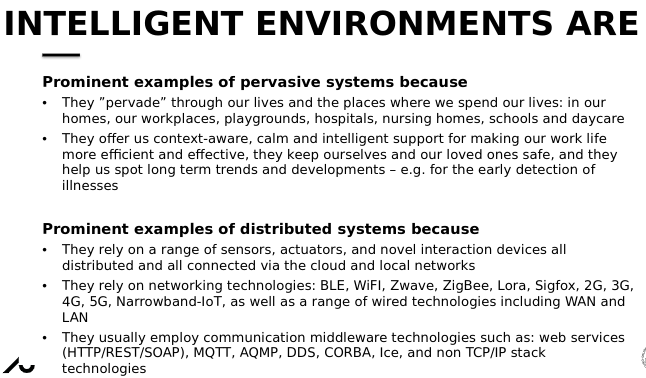 INTELLIGENT ENVIRONMENTS ARE
Prominent examples of pervasive systems because
• They ”pervade” through our lives and the places where we spend our lives: in our
homes, our workplaces, playgrounds, hospitals, nursing homes, schools and daycare
• They offer us context-aware, calm and intelligent support for making our work life
more efficient and effective, they keep ourselves and our loved ones safe, and they
help us spot long term trends and developments – e.g. for the early detection of
illnesses
Prominent examples of distributed systems because
• They rely on a range of sensors, actuators, and novel interaction devices all
distributed and all connected via the cloud and local networks
• They rely on networking technologies: BLE, WiFI, Zwave, ZigBee, Lora, Sigfox, 2G, 3G,
4G, 5G, Narrowband-IoT, as well as a range of wired technologies including WAN and
LAN
• They usually employ communication middleware technologies such as: web services
(HTTP/REST/SOAP), MQTT, AQMP, DDS, CORBA, Ice, and non TCP/IP stack
technologies